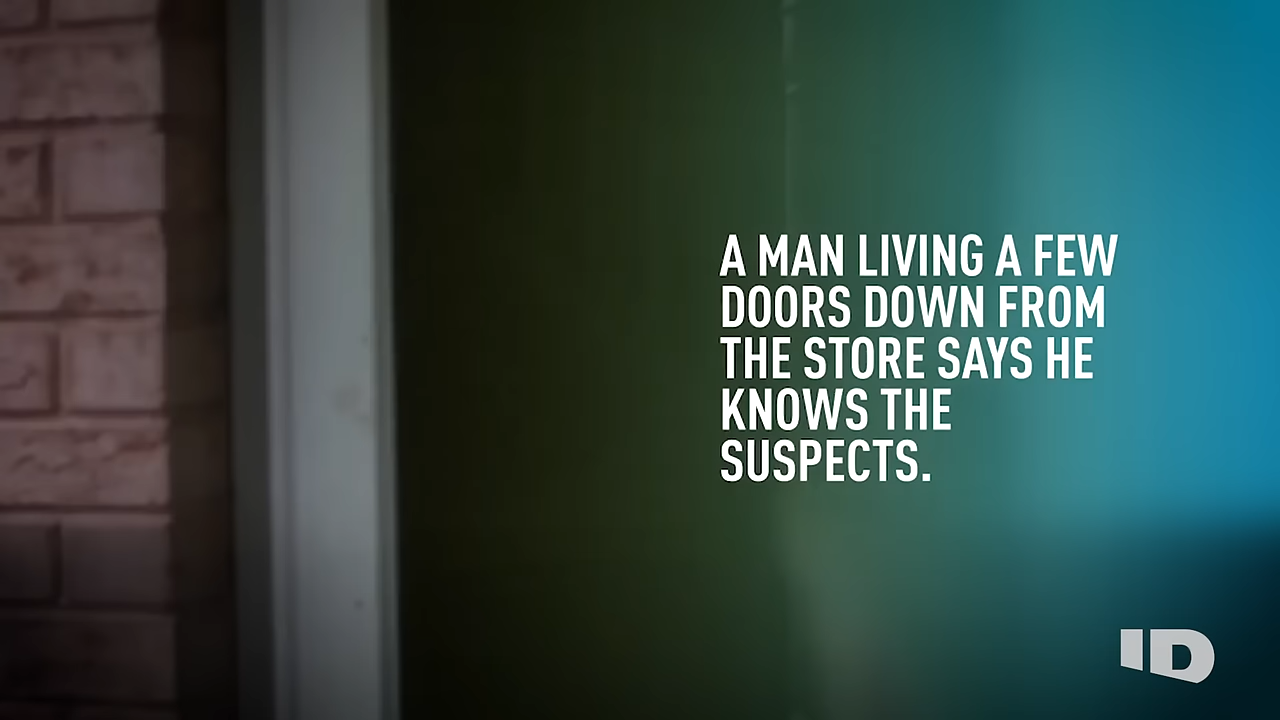 A MAN LIVING A FEW
DOORS DOWN FROM
THE STORE SAYS HE
KNOWS THE
SUSPECTS.
ID